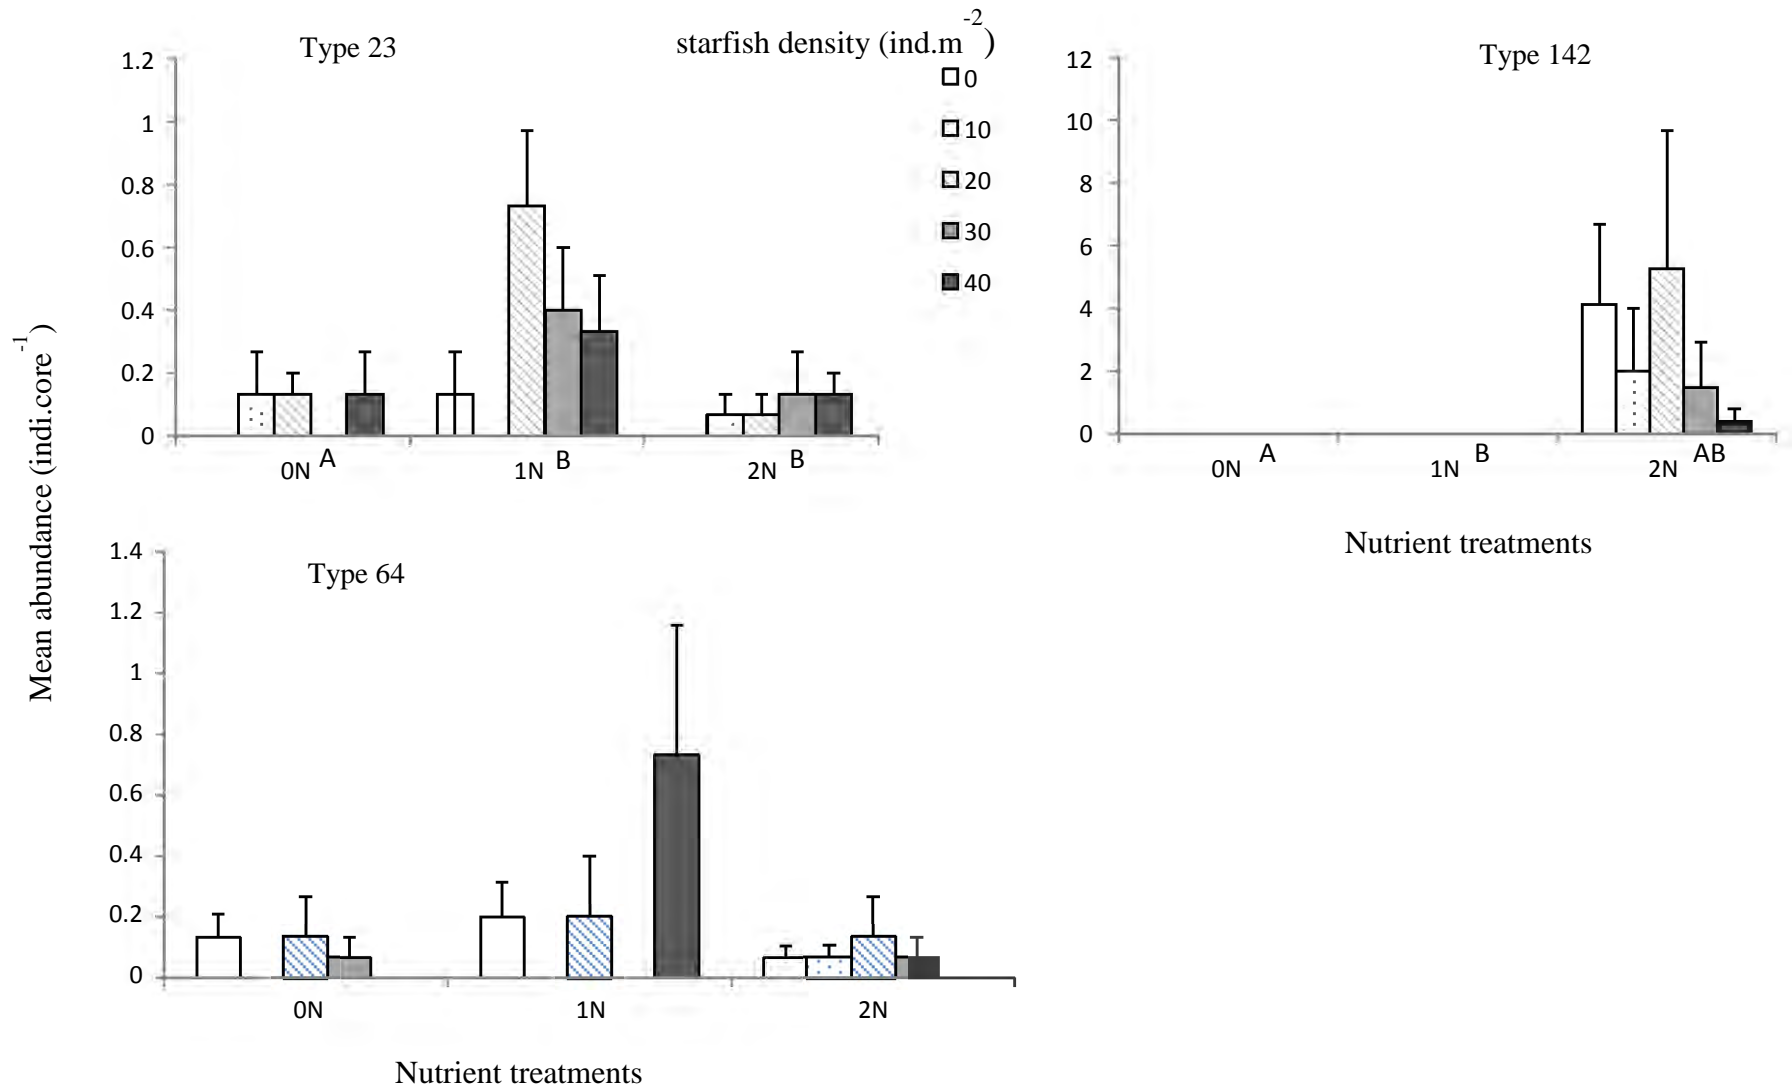 Type 23
starfish density (ind.m-2)
0
10
20
30
40
1.2
1
0.8
0.6
0.4
0.2
0
0N A
1N B
2N B
Type 142
12
10
8
6
4
2
0
0N A
1N B
2N AB
Nutrient treatments
Mean abundance (indi.core-1)
Type 64
1.4
1.2
1
0.8
0.6
0.4
0.2
0
0N
1N
2N
Nutrient treatments